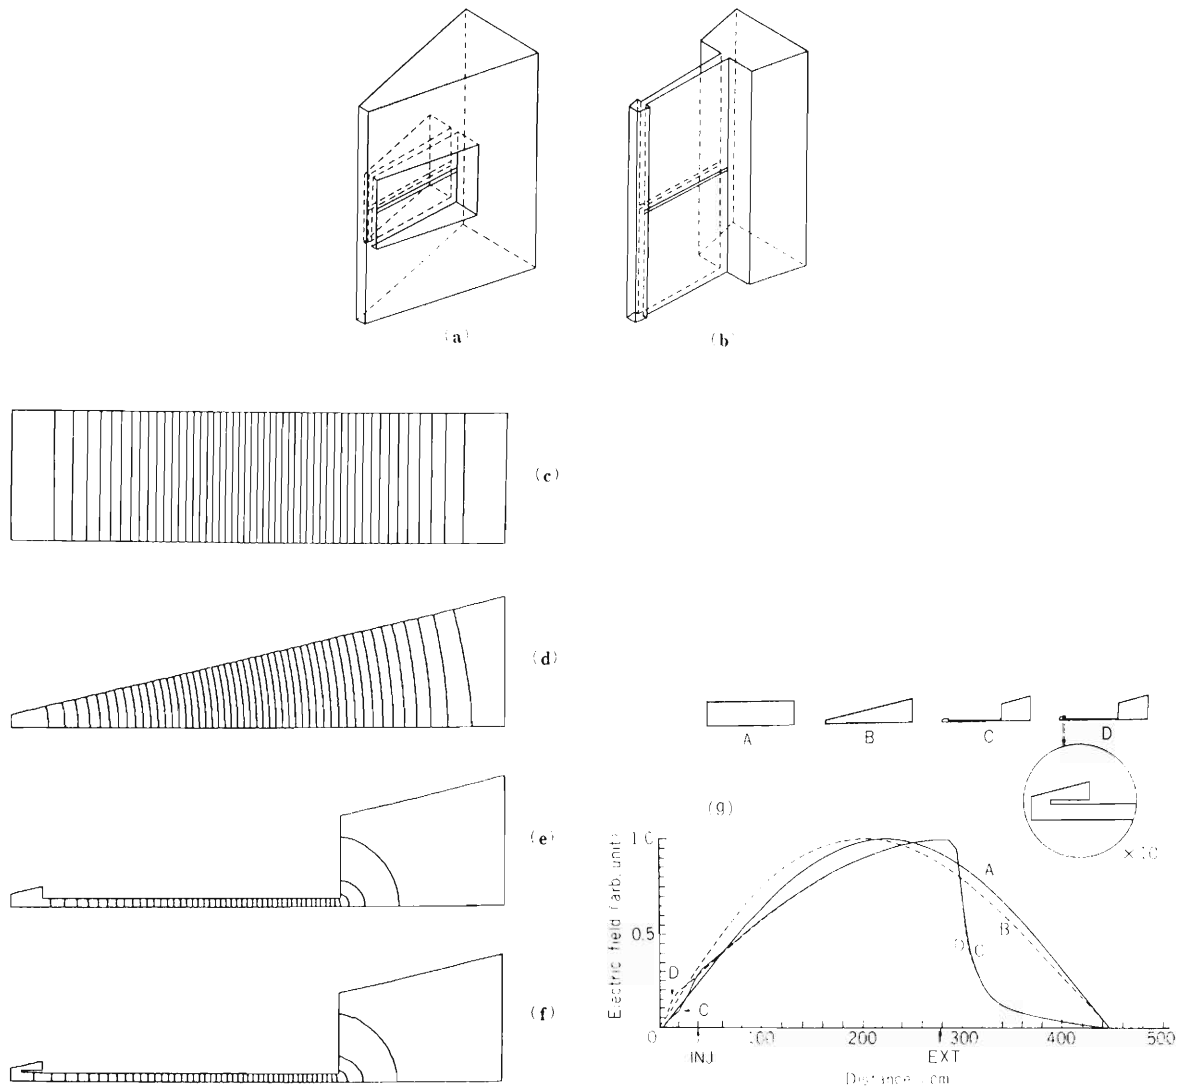 (a)
(b)
(c)
(d)
(e)
(f)
(g)
A
B
C
D
× 10
Electric field (arb. unit)
1.0
0.5
0
A
B
D
C
D
C
100
200
300
400
500
INJ
EXT
Distance cm